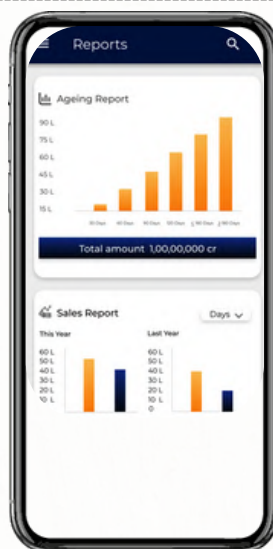 Reports
Ageing Report
90 L
75 L
60 L
45 L
30 L
15 L
Total amount 1,00,00,000 cr
Sales Report
Days
This Year
Last Year
60 L
50 L
40 L
30 L
20 L
60 L
50 L
40 L
30 L
20 L
10 L
0